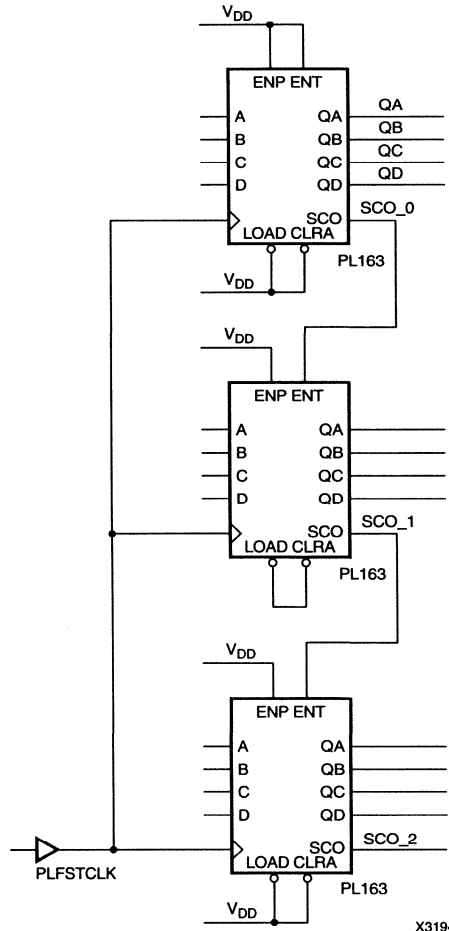 VDD
ENP ENT
A QA QA
B QB QB
C QC QC
D QD QD
SCO SCO_0
LOAD CLRA
PL163
VDD
VDD
ENP ENT
A QA
B QB
C QC
D QD
SCO SCO_1
LOAD CLRA
PL163
VDD
ENP ENT
A QA
B QB
C QC
D QD
SCO SCO_2
LOAD CLRA
PLFSTCLK
PL163
VDD